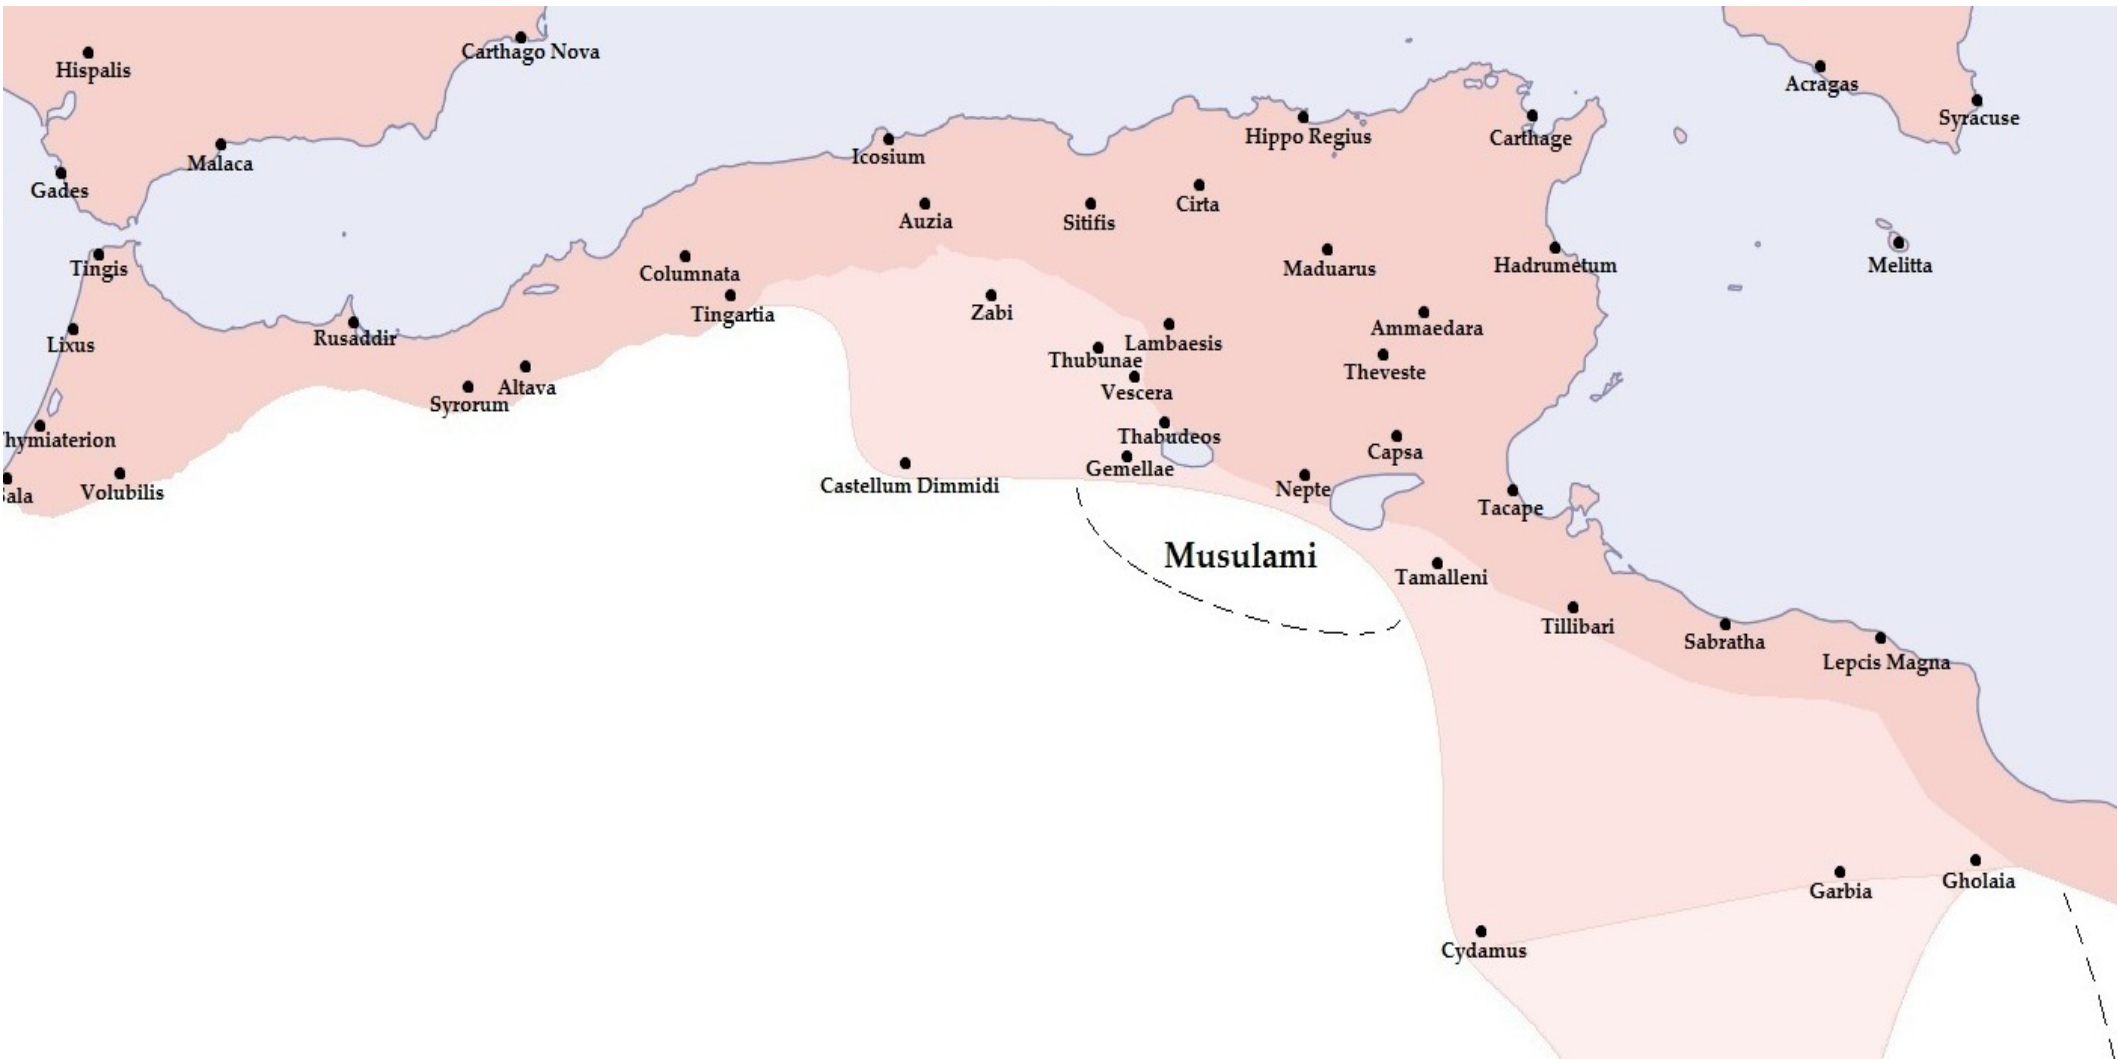 Carthago Nova
Hispalis
Acragas
Syracuse
Malaca
Gades
Icosium
Hippo Regius
Carthage
Auzia
Sitifis
Cirta
Tingis
Columnata
Maduarus
Hadrumetum
Melitta
Tingartia
Zabi
Lixus
Rusaddir
Lambaesis
Ammaedara
Thubunae
Theveste
Altava
Vescera
Syrorum
hymiaterion
Thabudeos
Capsa
Gemellae
ala
Volubilis
Castellum Dimmidi
Nepte
Tacape
Musulami
Tamalleni
Tillibari
Sabratha
Lepcis Magna
Garbia
Gholaia
Cydamus